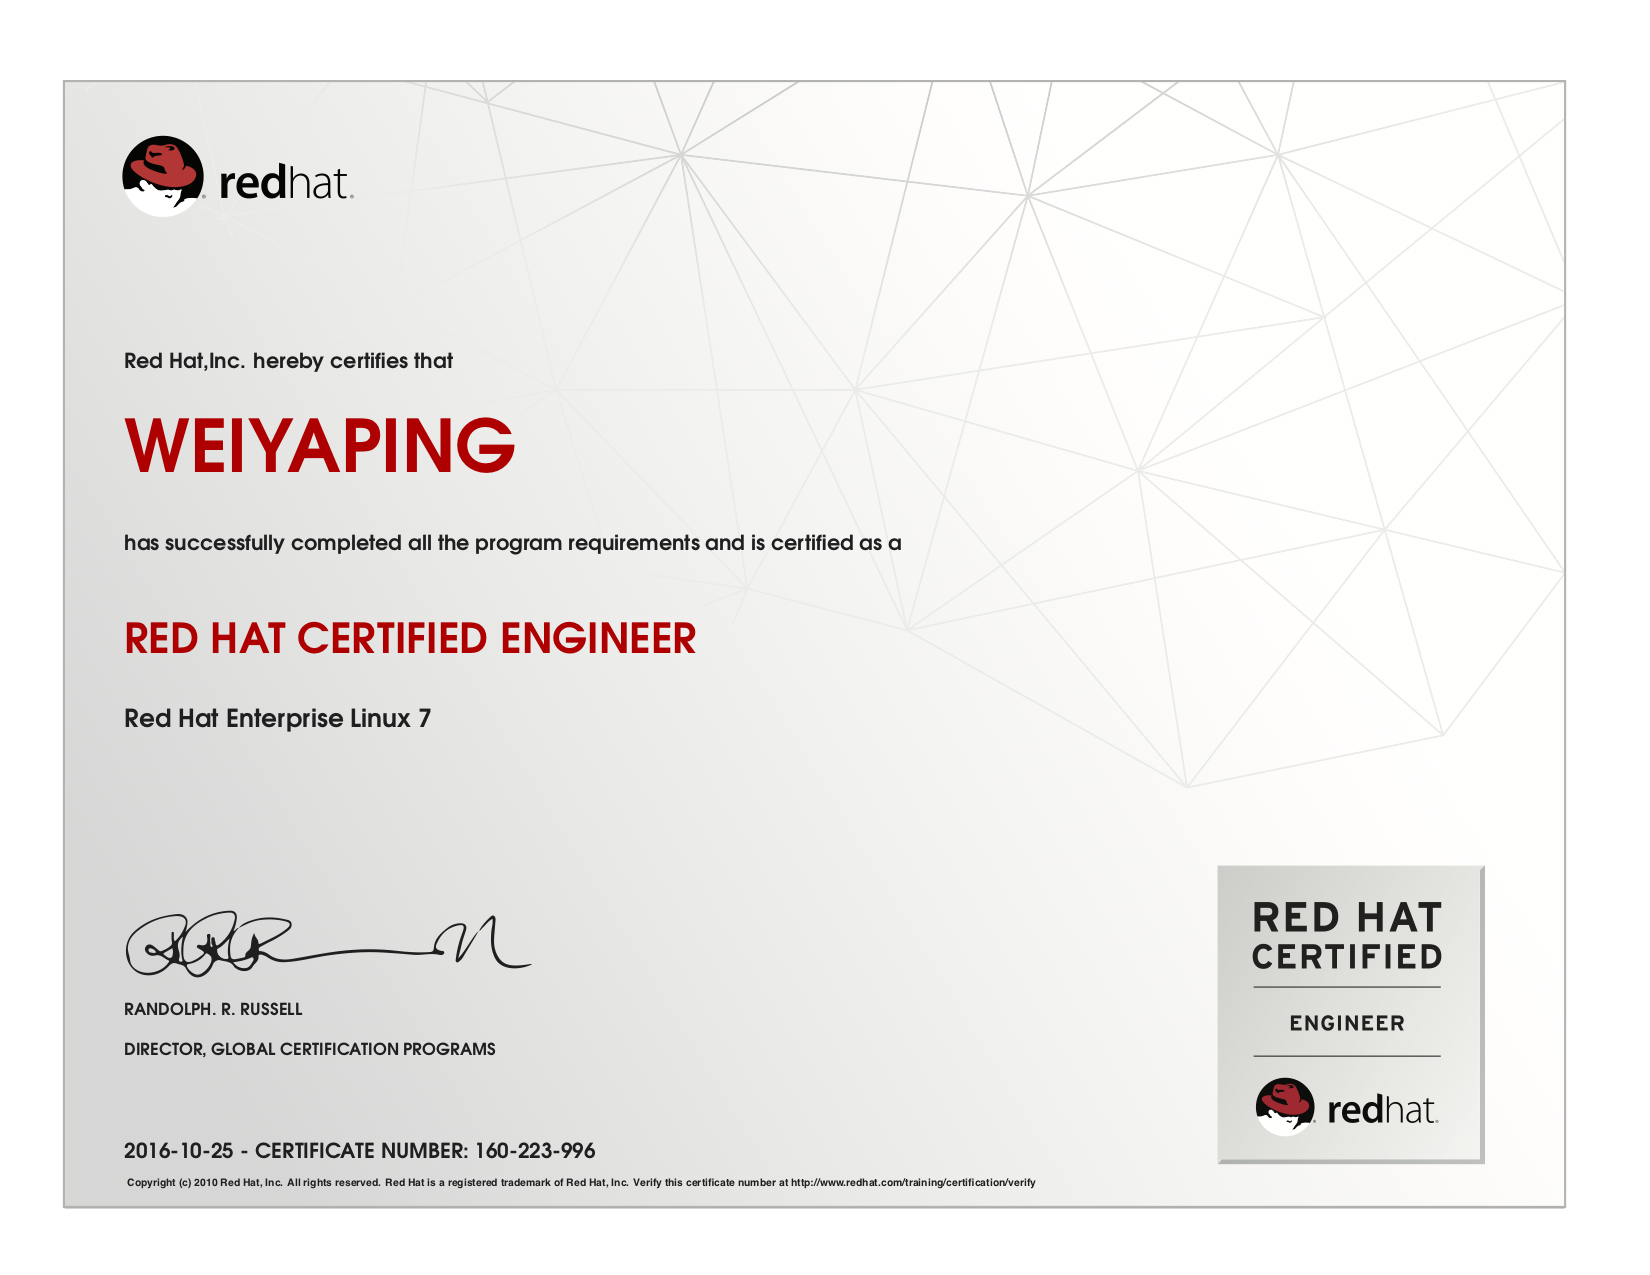 redhat.
Red Hat,Inc. hereby certifies that
WEIYAPING
has successfully completed all the program requirements and is certified as a
RED HAT CERTIFIED ENGINEER
Red Hat Enterprise Linux 7
RANDOLPH. R. RUSSELL
DIRECTOR, GLOBAL CERTIFICATION PROGRAMS
2016-10-25 - CERTIFICATE NUMBER: 160-223-996
Copyright (c) 2010 Red Hat, Inc. All rights reserved. Red Hat is a registered trademark of Red Hat, Inc. Verify this certificate number at http://www.redhat.com/training/certification/verify
RED HAT
CERTIFIED
ENGINEER
redhat.